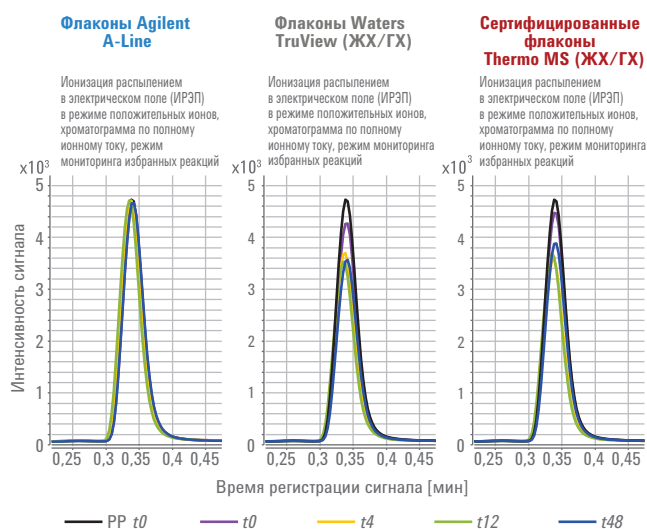 Флаконы Agilent
A-Line
Ионизация распылением
в электрическом поле (ИРЭП)
в режиме положительных ионов,
хроматограмма по полному
ионному току, режим
мониторинга избранных реакций
Флаконы Waters
TruView (ЖХ/ГХ)
Ионизация распылением
в электрическом поле (ИРЭП)
в режиме положительных ионов,
хроматограмма по полному
ионному току, режим мониторинга
избранных реакций
Сертифицированные
флаконы
Thermo MS (ЖХ/ГХ)
Ионизация распылением
в электрическом поле (ИРЭП)
в режиме положительных ионов,
хроматограмма по полному
ионному току, режим мониторинга
избранных реакций
Интенсивность сигнала
x10³
5
4
3
2
1
0
0,25 0,3 0,35 0,4 0,45
x10³
5
4
3
2
1
0
0,25 0,3 0,35 0,4 0,45
x10³
5
4
3
2
1
0
0,25 0,3 0,35 0,4 0,45
Время регистрации сигнала [мин]
PP t0 t0 t4 t12 t48